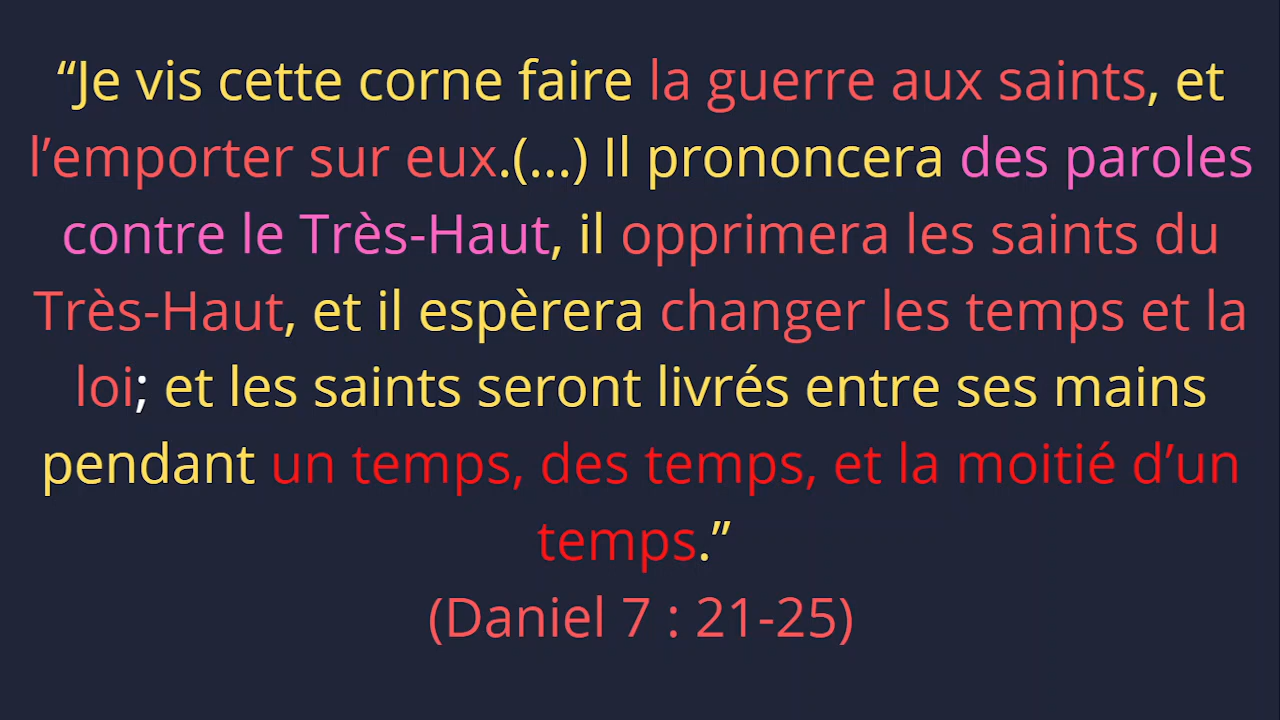 “Je vis cette corne faire la guerre aux saints, et
l’emporter sur eux.(...) Il prononcera des paroles
contre le Très-Haut, il opprimera les saints du
Très-Haut, et il espèrera changer les temps et la
loi; et les saints seront livrés entre ses mains
pendant un temps, des temps, et la moitié d’un
temps.”
(Daniel 7 : 21-25)